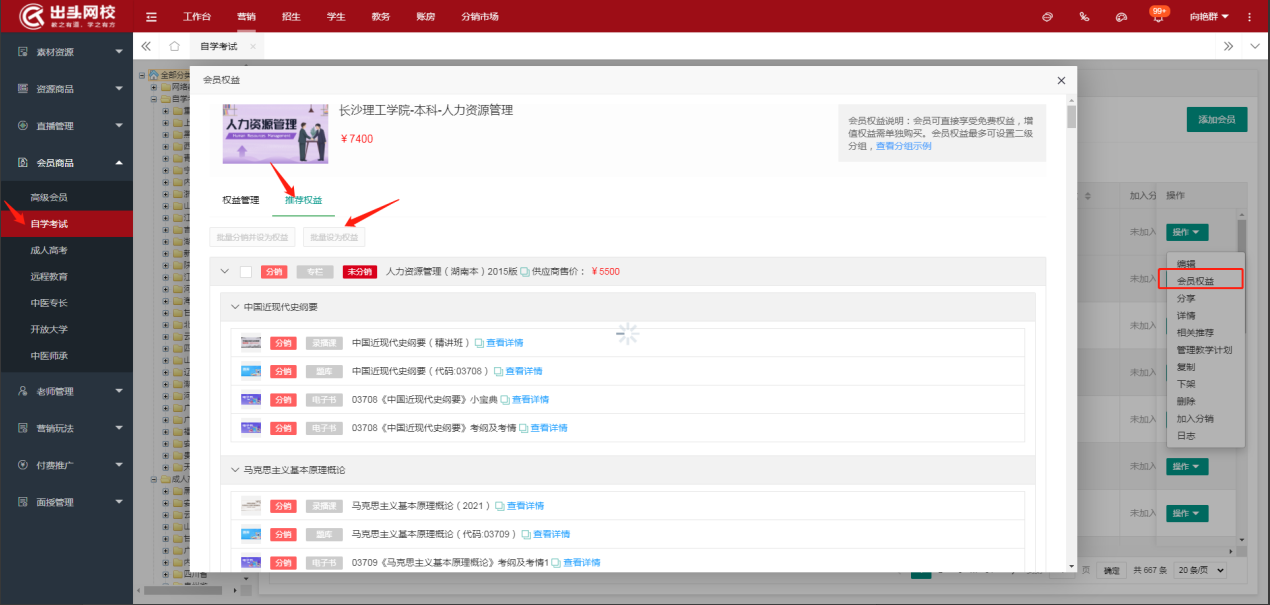 出头网校
教之有道、学之有方
工作台 营销 招生 学生 教务 账房 分销市场
99+
向艳群
自学考试
素材资源
资源商品
直播管理
会员商品
高级会员
自学考试
成人高考
远程教育
中医专长
开放大学
中医师承
老师管理
营销玩法
付费推广
面授管理
全部分类
会员权益
人力资源管理
Human Resources Management
长沙理工学院-本科-人力资源管理
￥7400
会员权益说明：会员可直接享受免费权益，增
值权益需单独购买。会员权益最多可设置二级
分组，查看分组示例
权益管理 推荐权益
批量分销并设为权益 批量设为权益
分销 专栏 未分销 人力资源管理（湖南本）2015版 供应商售价： ￥5500
中国近现代史纲要
分销 录播课 中国近现代史纲要（精讲班） 查看详情
分销 题库 中国近现代史纲要（代码:03708） 查看详情
分销 电子书 03708《中国近现代史纲要》小宝典 查看详情
分销 电子书 03708《中国近现代史纲要》考纲及考情 查看详情
马克思主义基本原理概论
分销 录播课 马克思主义基本原理概论（2021） 查看详情
分销 题库 马克思主义基本原理概论（代码:03709） 查看详情
分销 电子书 03709《马克思主义基本原理概论》考纲及考情1 查看详情
添加会员
加入分 操作
未加入 操作
编辑
会员权益
分享
详情
相关推荐
管理教学计划
复制
下架
删除
加入分销
日志
未加入
未加入
未加入
未加入
未加入 操作
未加入 操作
四川省
页 确定 共 667 条 20 条/页